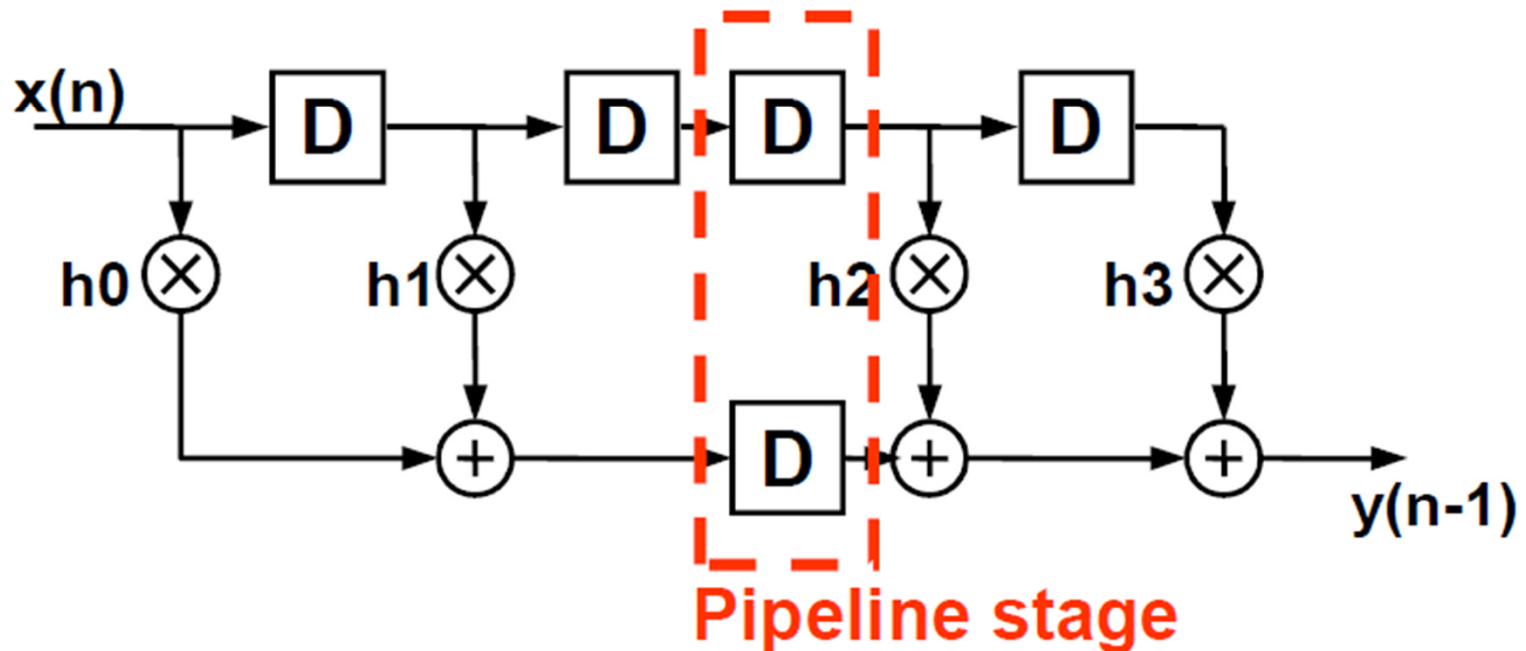 x(n)
D
D
D
D
h0
h1
h2
h3
D
y(n-1)
Pipeline stage